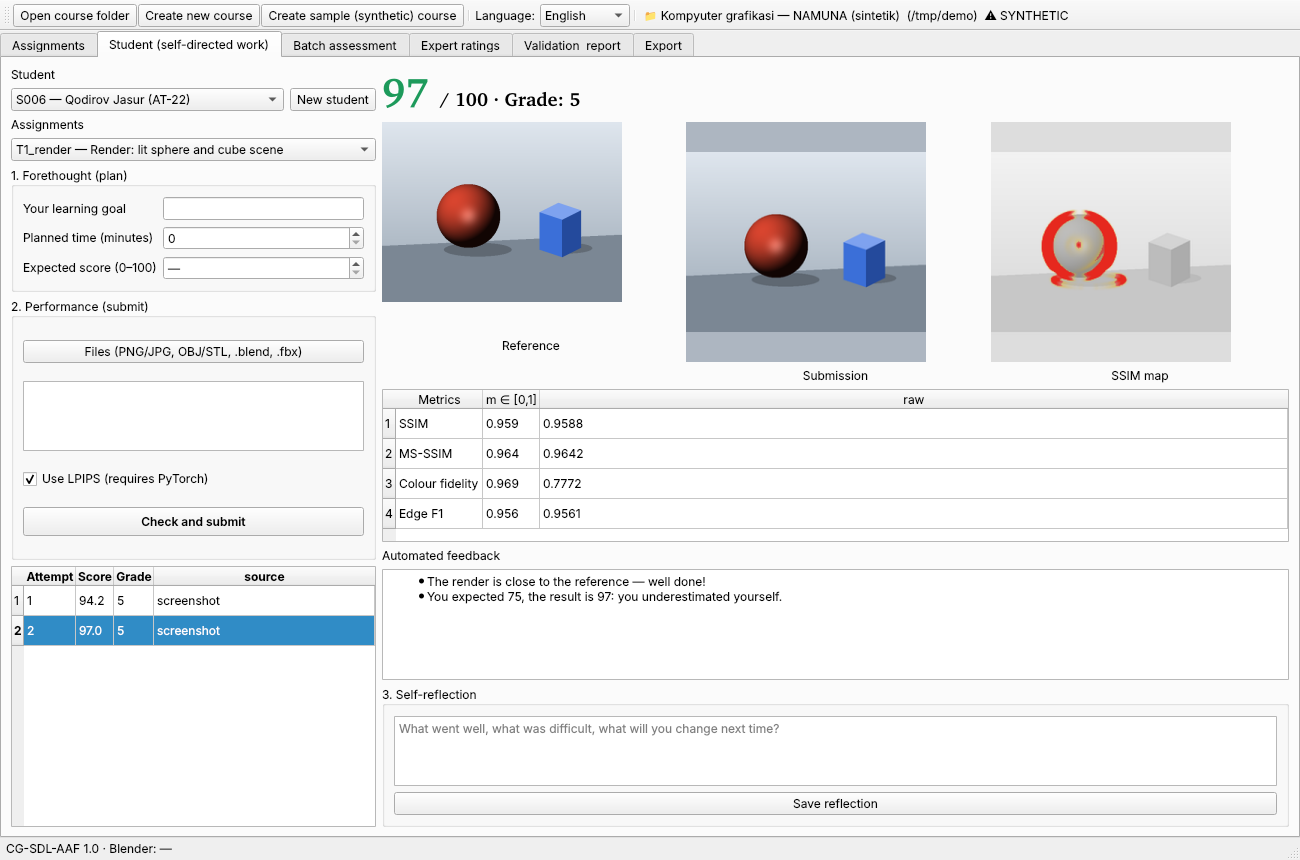 Open course folder Create new course Create sample (synthetic) course Language: English 📁 Kompyuter grafikasi — NAMUNA (sintetik) (/tmp/demo) ⚠ SYNTHETIC
Assignments Student (self-directed work) Batch assessment Expert ratings Validation report Export
Student
S006 — Qodirov Jasur (AT-22) New student
Assignments
T1_render — Render: lit sphere and cube scene
1. Forethought (plan)
Your learning goal
Planned time (minutes) 0
Expected score (0–100) —
2. Performance (submit)
Files (PNG/JPG, OBJ/STL, .blend, .fbx)
Use LPIPS (requires PyTorch)
Check and submit
Attempt Score Grade source
1 1 94.2 5 screenshot
2 2 97.0 5 screenshot
97 / 100 · Grade: 5
Reference
Submission
SSIM map
Metrics m ∈ [0,1] raw
1 SSIM 0.959 0.9588
2 MS-SSIM 0.964 0.9642
3 Colour fidelity 0.969 0.7772
4 Edge F1 0.956 0.9561
Automated feedback
• The render is close to the reference — well done!
• You expected 75, the result is 97: you underestimated yourself.
3. Self-reflection
What went well, what was difficult, what will you change next time?
Save reflection
CG-SDL-AAF 1.0 · Blender: —